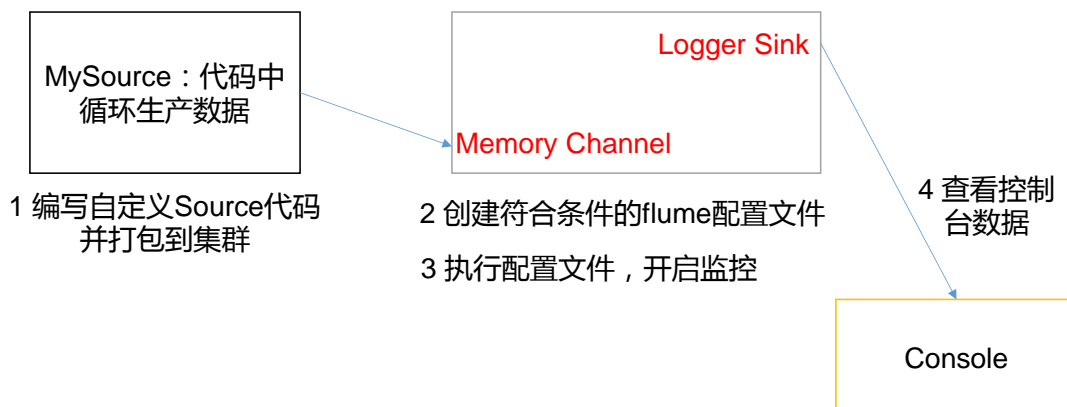 MySource：代码中
循环生产数据
Logger Sink
Memory Channel
1 编写自定义Source代码
并打包到集群
2 创建符合条件的flume配置文件
3 执行配置文件，开启监控
4 查看控制
台数据
Console